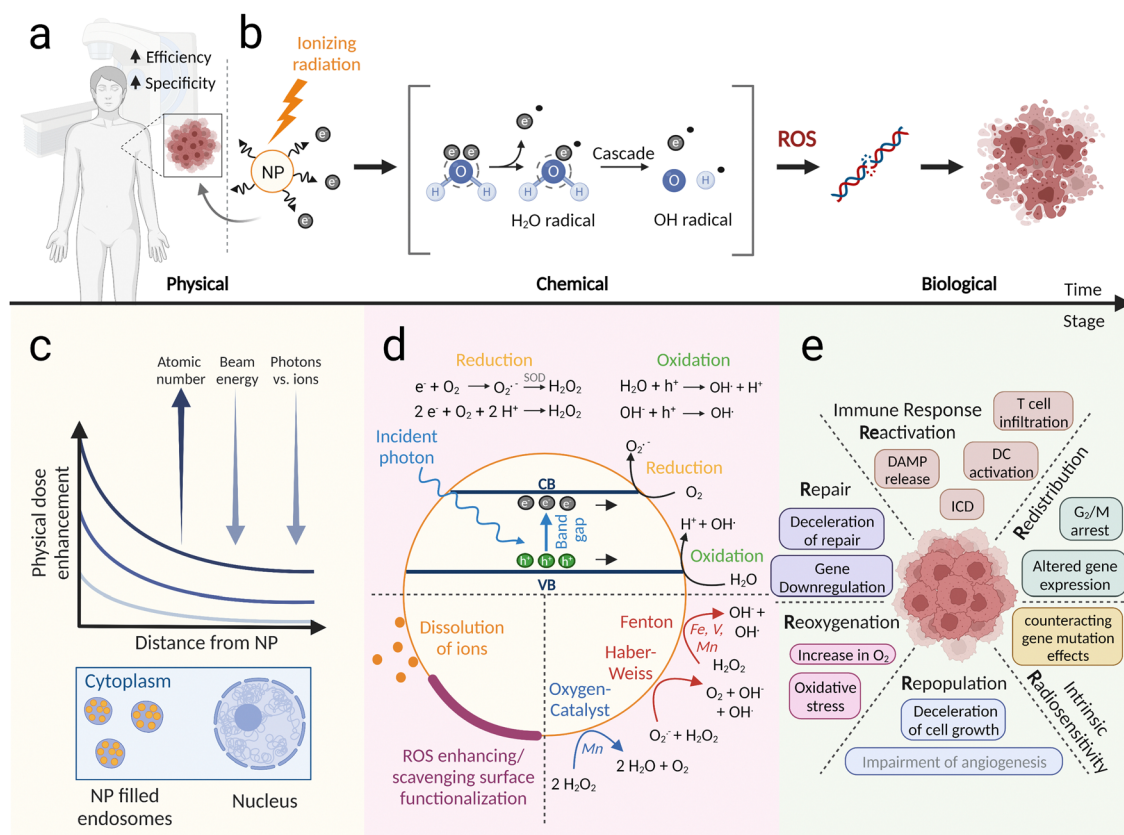 a
Efficiency
Specificity
b
Ionizing
radiation
NP
e⁻
e⁻
e⁻
e⁻ e⁻
O
H H
e⁻
e⁻
O
H H
H₂O radical
Cascade
e⁻
O H
OH radical
ROS
Physical
Chemical
Biological
Time
Stage
c
Atomic
number
Beam
energy
Photons
vs. ions
Physical dose
enhancement
Distance from NP
Cytoplasm
NP filled
endosomes
Nucleus
d
Reduction
e⁻ + O₂ → O₂·⁻ SOD → H₂O₂
2 e⁻ + O₂ + 2 H⁺ → H₂O₂
Oxidation
H₂O + h⁺ → OH· + H⁺
OH⁻ + h⁺ → OH·
Incident
photon
CB
e⁻ e⁻ e⁻
Band
gap
h⁺ h⁺ h⁺
VB
O₂·⁻
Reduction
O₂
H⁺ + OH·
Oxidation
H₂O
Dissolution
of ions
ROS enhancing/
scavenging surface
functionalization
Fenton
Fe, V,
Mn
OH⁻ +
OH·
H₂O₂
Haber-
Weiss
O₂ + OH⁻
+ OH·
O₂·⁻ + H₂O₂
Oxygen-
Catalyst
Mn
2 H₂O + O₂
2 H₂O₂
e
Immune Response
Reactivation
T cell
infiltration
DAMP
release
DC
activation
ICD
Repair
Deceleration
of repair
Gene
Downregulation
Redistribution
G₂/M
arrest
Altered gene
expression
Reoxygenation
Increase in O₂
Oxidative
stress
Repopulation
Deceleration
of cell growth
Impairment of angiogenesis
counteracting
gene mutation
effects
Intrinsic
Radiosensitivity